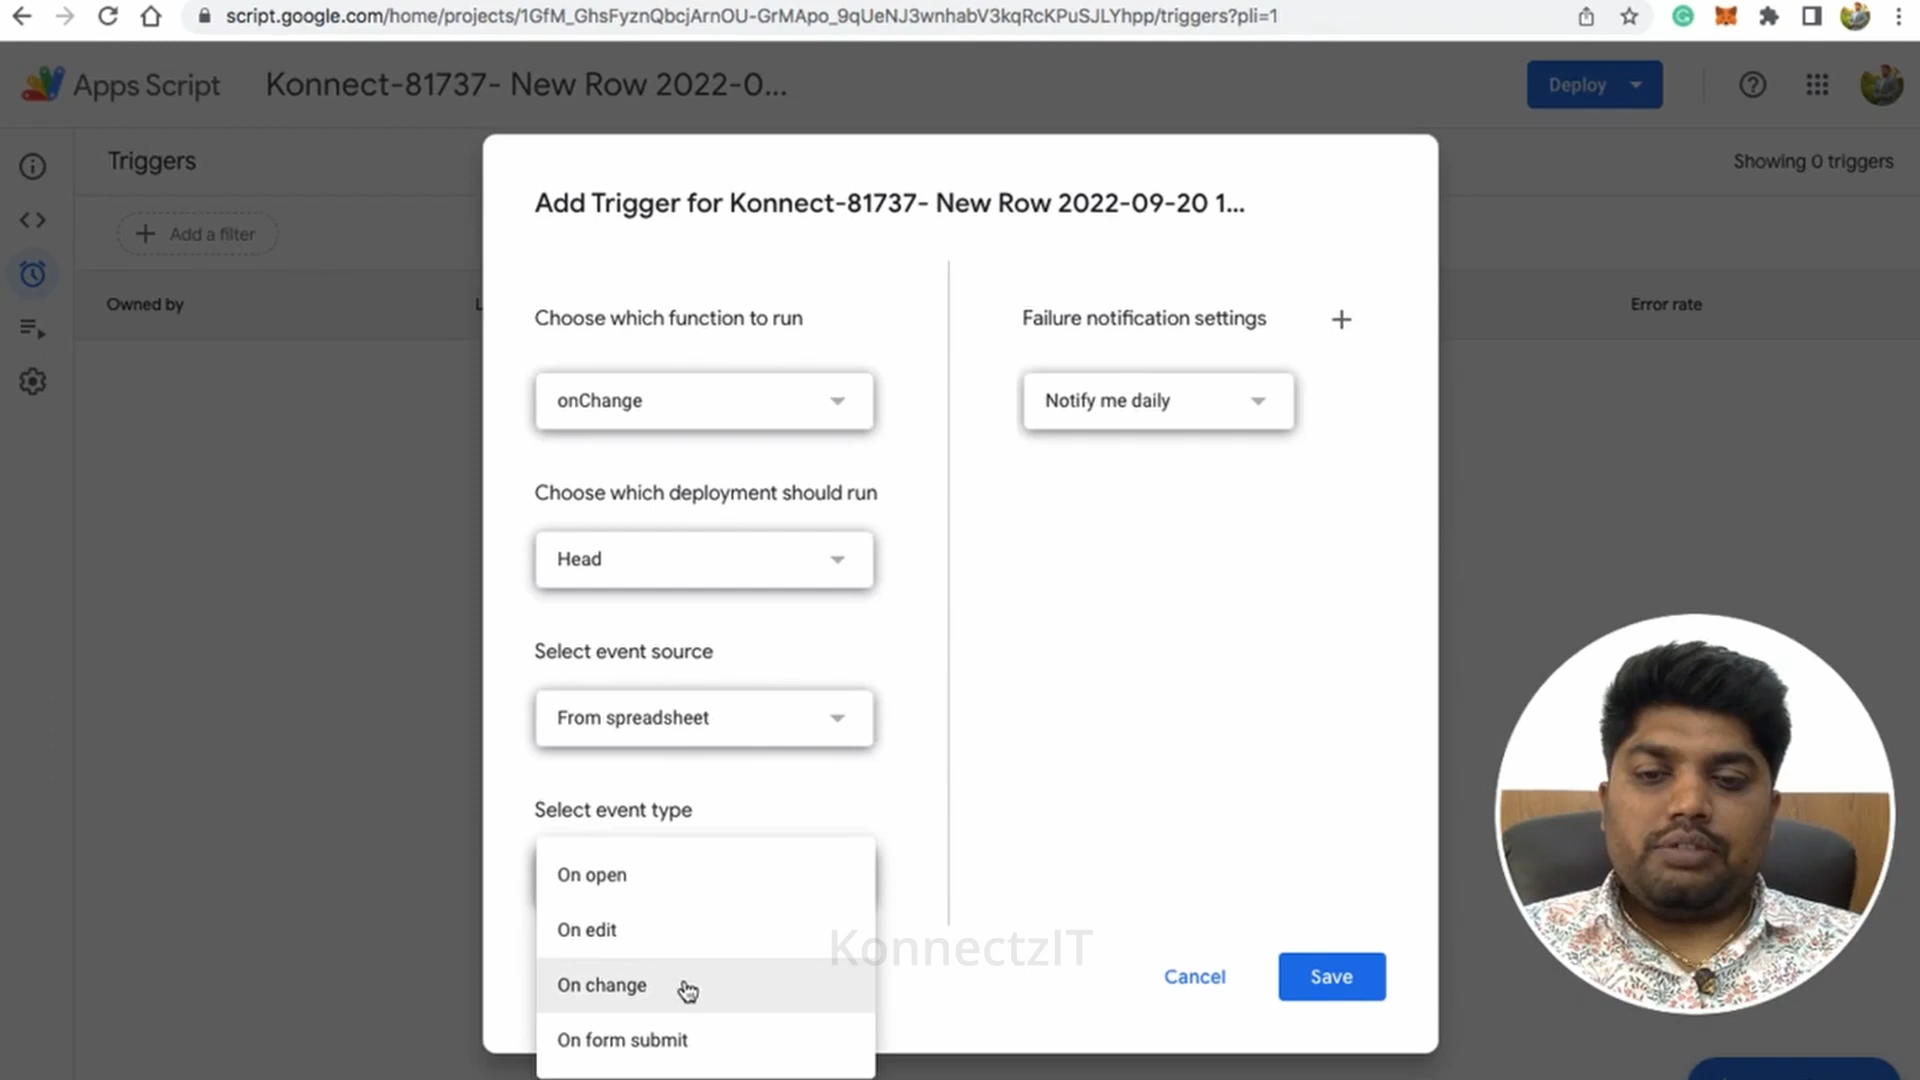 script.google.com/home/projects/1GfM_GhsFyznQbcjArnOU-GrMApo_9qUeNJ3wnhabV3kqRcKPuSJLYhpp/triggers?pli=1
Apps Script
Konnect-81737- New Row 2022-0...
Deploy
Triggers
Showing 0 triggers
Add a filter
Owned by
L
Error rate
Add Trigger for Konnect-81737- New Row 2022-09-20 1...
Choose which function to run
onChange
Choose which deployment should run
Head
Select event source
From spreadsheet
Select event type
On open
On edit
On change
On form submit
Failure notification settings
Notify me daily
KonnectzIT
Cancel
Save